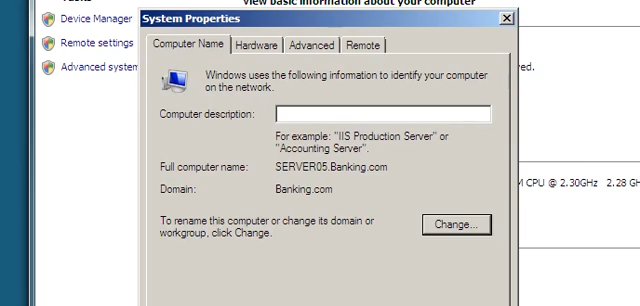 view basic information about your computer
Device Manager
Remote settings
Advanced system
System Properties
Computer Name
Hardware
Advanced
Remote
Windows uses the following information to identify your computer
on the network.
Computer description:
For example: "IIS Production Server" or
"Accounting Server".
Full computer name:
SERVER05.Banking.com
Domain:
Banking.com
To rename this computer or change its domain or
workgroup, click Change.
Change...
ved.
M CPU @ 2.30GHz 2.28 GH